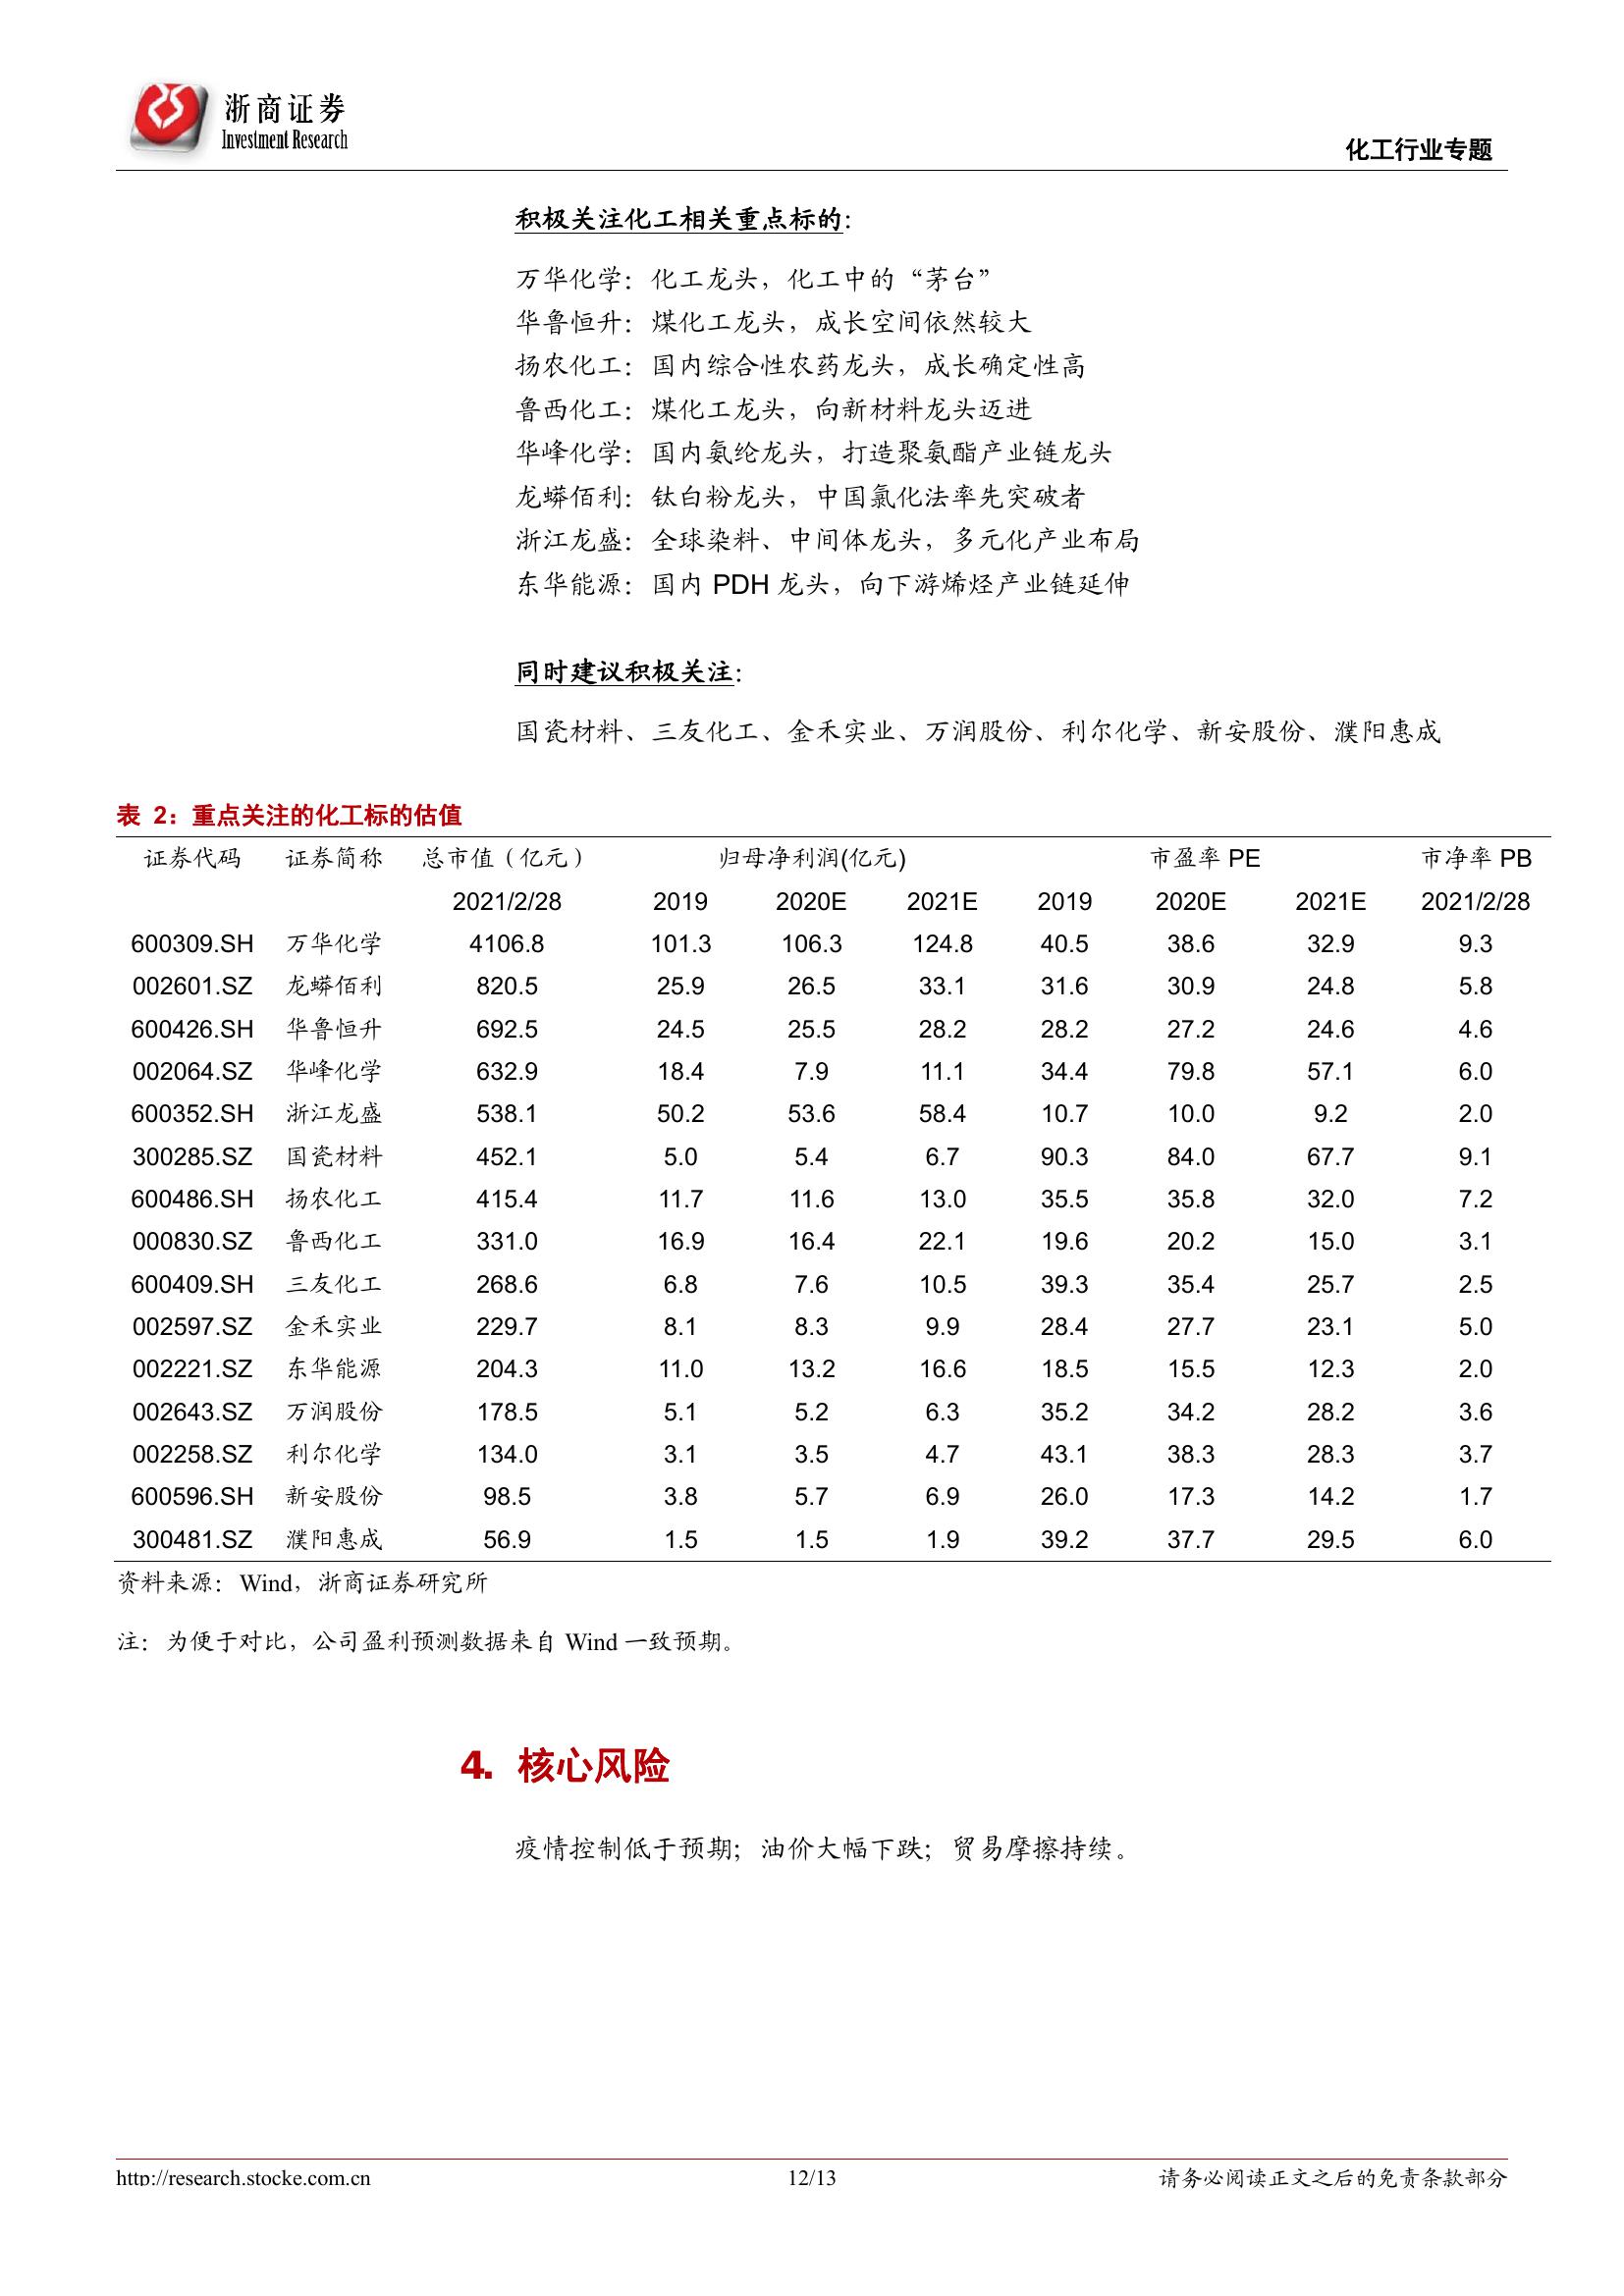 浙商证券
Investment Research
化工行业专题
积极关注化工相关重点标的：
万华化学：化工龙头，化工中的“茅台”
华鲁恒升：煤化工龙头，成长空间依然较大
扬农化工：国内综合性农药龙头，成长确定性高
鲁西化工：煤化工龙头，向新材料龙头迈进
华峰化学：国内氨纶龙头，打造聚氨酯产业链龙头
龙蟒佰利：钛白粉龙头，中国氯化法率先突破者
浙江龙盛：全球染料、中间体龙头，多元化产业布局
东华能源：国内 PDH 龙头，向下游烯烃产业链延伸
同时建议积极关注：
国瓷材料、三友化工、金禾实业、万润股份、利尔化学、新安股份、濮阳惠成
表 2：重点关注的化工标的估值
证券代码 证券简称 总市值（亿元） 归母净利润(亿元) 市盈率 PE 市净率 PB
2021/2/28 2019 2020E 2021E 2019 2020E 2021E 2021/2/28
600309.SH 万华化学 4106.8 101.3 106.3 124.8 40.5 38.6 32.9 9.3
002601.SZ 龙蟒佰利 820.5 25.9 26.5 33.1 31.6 30.9 24.8 5.8
600426.SH 华鲁恒升 692.5 24.5 25.5 28.2 28.2 27.2 24.6 4.6
002064.SZ 华峰化学 632.9 18.4 7.9 11.1 34.4 79.8 57.1 6.0
600352.SH 浙江龙盛 538.1 50.2 53.6 58.4 10.7 10.0 9.2 2.0
300285.SZ 国瓷材料 452.1 5.0 5.4 6.7 90.3 84.0 67.7 9.1
600486.SH 扬农化工 415.4 11.7 11.6 13.0 35.5 35.8 32.0 7.2
000830.SZ 鲁西化工 331.0 16.9 16.4 22.1 19.6 20.2 15.0 3.1
600409.SH 三友化工 268.6 6.8 7.6 10.5 39.3 35.4 25.7 2.5
002597.SZ 金禾实业 229.7 8.1 8.3 9.9 28.4 27.7 23.1 5.0
002221.SZ 东华能源 204.3 11.0 13.2 16.6 18.5 15.5 12.3 2.0
002643.SZ 万润股份 178.5 5.1 5.2 6.3 35.2 34.2 28.2 3.6
002258.SZ 利尔化学 134.0 3.1 3.5 4.7 43.1 38.3 28.3 3.7
600596.SH 新安股份 98.5 3.8 5.7 6.9 26.0 17.3 14.2 1.7
300481.SZ 濮阳惠成 56.9 1.5 1.5 1.9 39.2 37.7 29.5 6.0
资料来源：Wind，浙商证券研究所
注：为便于对比，公司盈利预测数据来自 Wind 一致预期。
4. 核心风险
疫情控制低于预期；油价大幅下跌；贸易摩擦持续。
http://research.stocke.com.cn 12/13 请务必阅读正文之后的免责条款部分